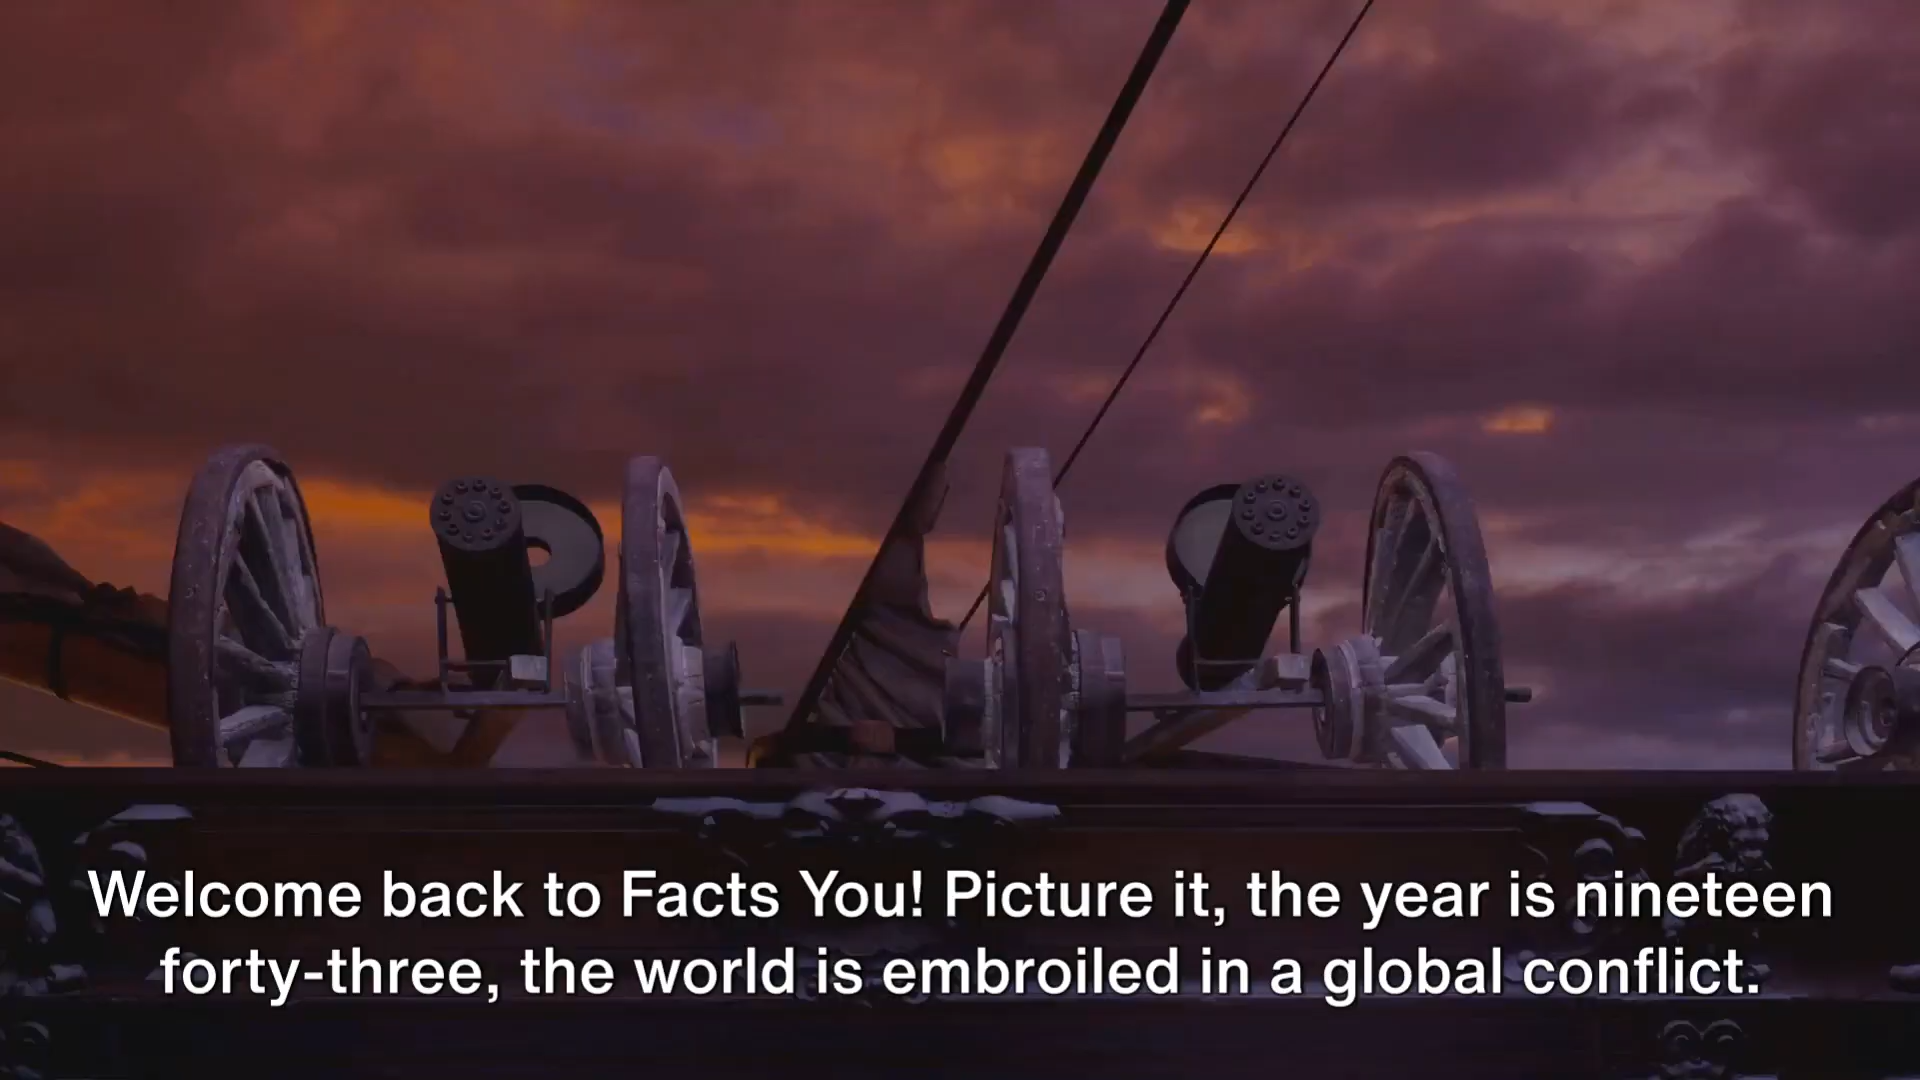 Welcome back to Facts You! Picture it, the year is nineteen
forty-three, the world is embroiled in a global conflict.